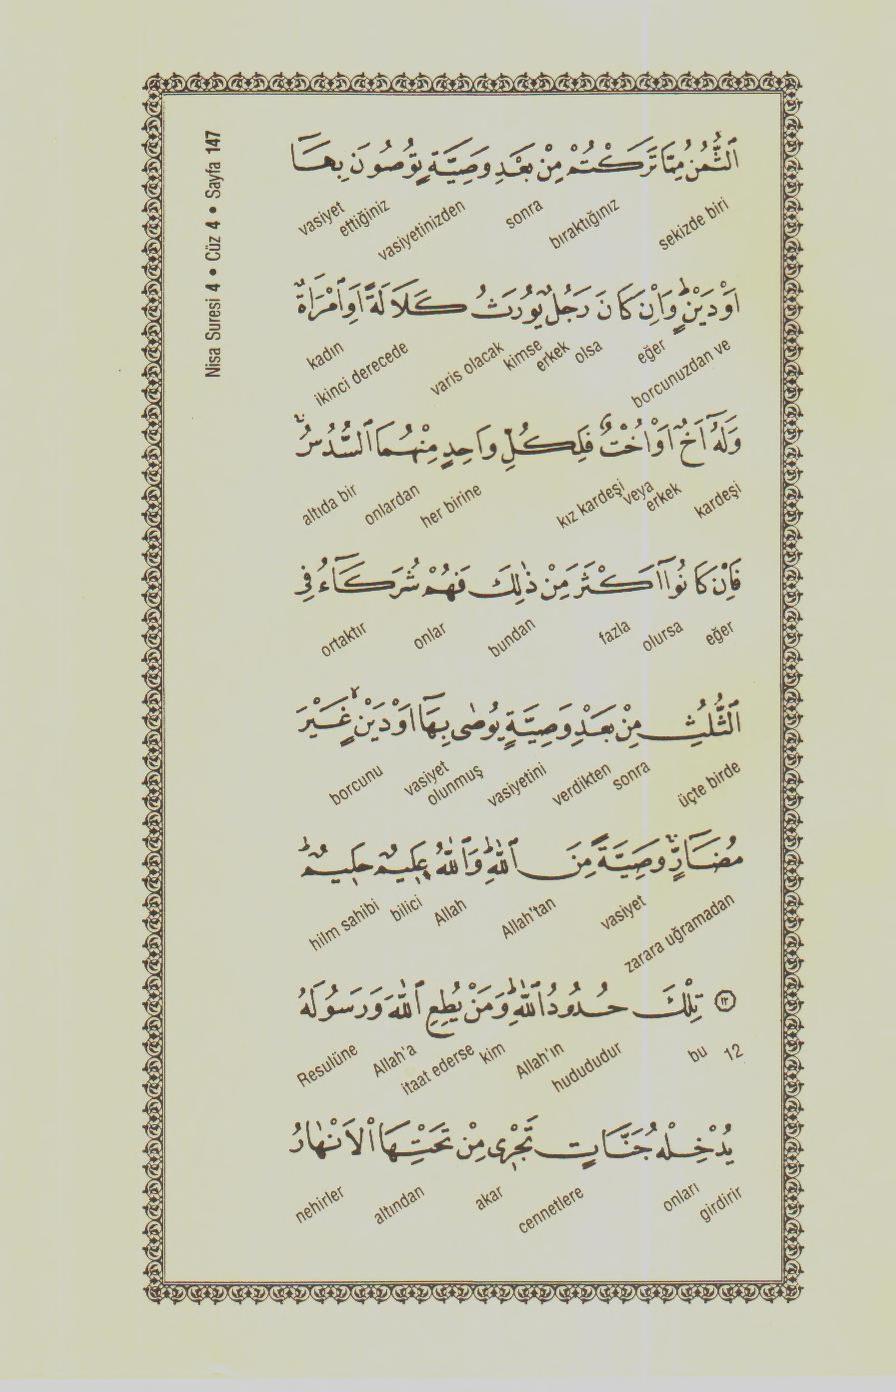 Nisa Suresi 4 • Cüz 4 • Sayfa 147
اَلثُّمُنُ مِمَّا تَرَكْتُمْ مِنْ بَعْدِ وَصِيَّةٍ تُوصُونَ بِهَا
sekizde biri bıraktığınız sonra vasiyetinizden ettiğiniz vasiyet
اَوْ دَيْنٍۜ وَاِنْ كَانَ رَجُلٌ يُورَثُ كَلَالَةً اَوِ امْرَاَةٌ
borcunuzdan ve eğer olsa erkek kimse varis olacak ikinci derecede kadın
وَلَهُٓ اَخٌ اَوْ اُخْتٌ فَلِكُلِّ وَاحِدٍ مِنْهُمَا السُّدُسُۚ
kardeşi erkek veya kız kardeşi her birine onlardan altıda bir
فَاِنْ كَانُٓوا اَكْثَرَ مِنْ ذٰلِكَ فَهُمْ شُرَكَٓاءُ فِي
eğer olursa fazla bundan onlar ortaktır
الثُّلُثِ مِنْ بَعْدِ وَصِيَّةٍ يُوصٰى بِهَٓا اَوْ دَيْنٍۙ غَيْرَ
üçte birde sonra verdikten vasiyetini olunmuş vasiyet borcunu
مُضَٓارٍّۚ وَصِيَّةً مِنَ اللّٰهِۜ وَاللّٰهُ عَلِيمٌ حَلِيمٌۜ
zarara uğramadan vasiyet Allah'tan Allah bilici hilm sahibi
﴿١٢﴾ تِلْكَ حُدُودُ اللّٰهِۜ وَمَنْ يُطِعِ اللّٰهَ وَرَسُولَهُ
12 bu hudududur Allah'ın kim itaat ederse Allah'a Resulüne
يُدْخِلْهُ جَنَّاتٍ تَجْرِي مِنْ تَحْتِهَا الْاَنْهَارُ
girdirir onları cennetlere akar altından nehirler